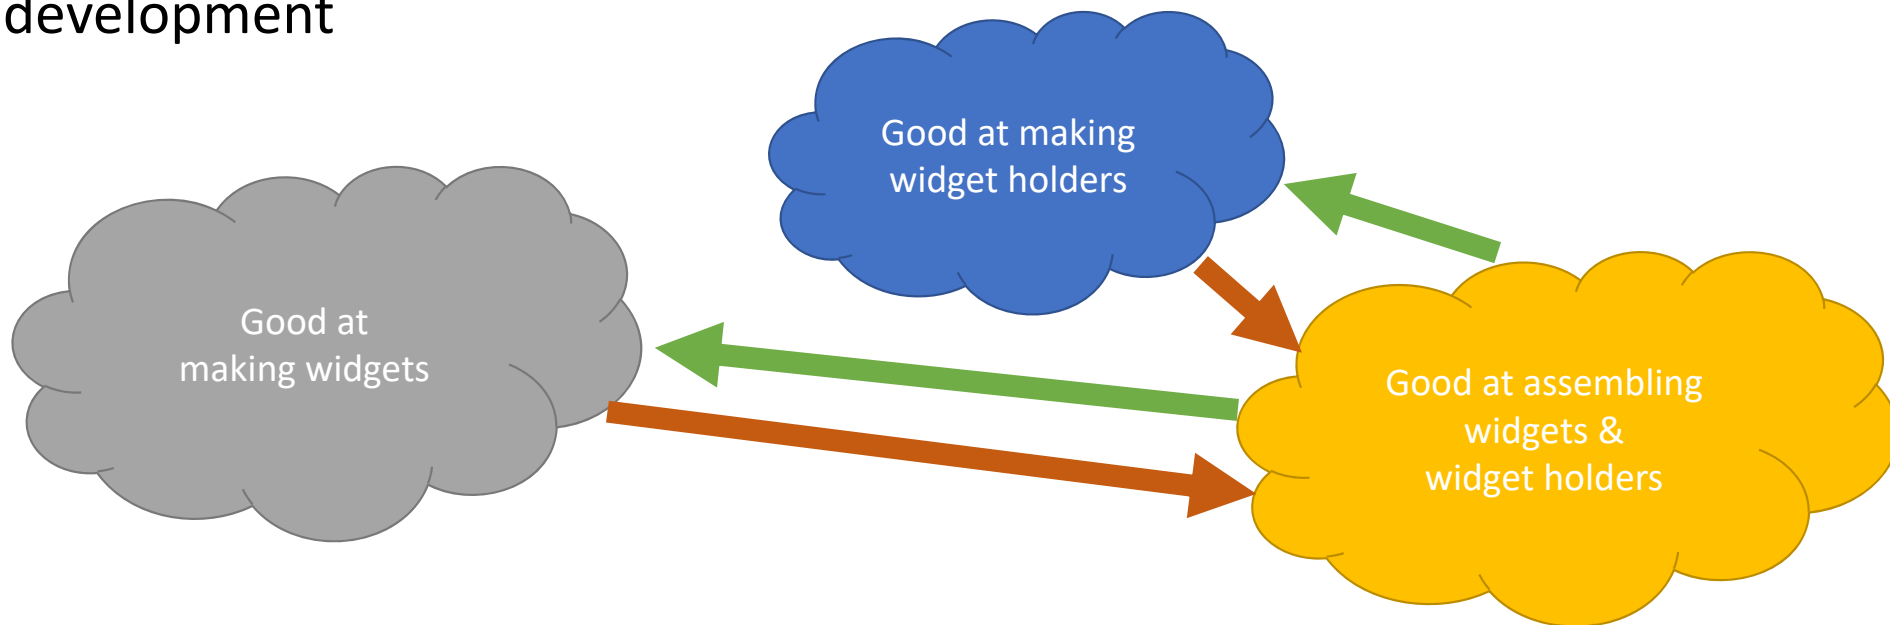 development
Good at making
widget holders
Good at
making widgets
Good at assembling
widgets &
widget holders